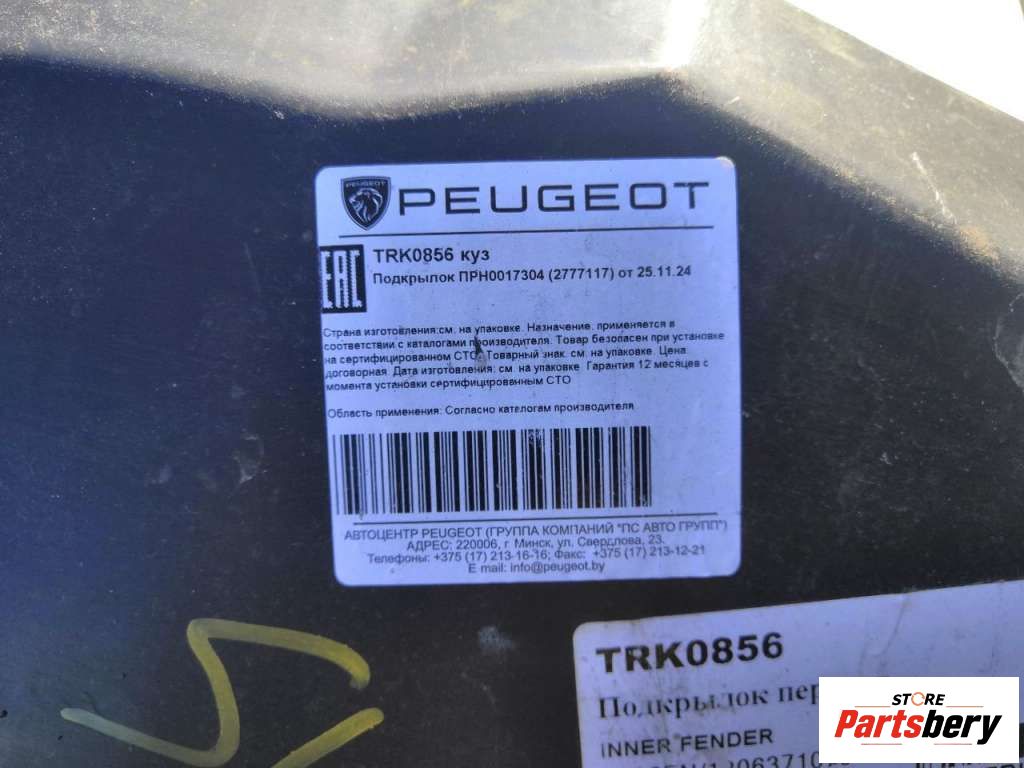 PEUGEOT
PEUGEOT
EAC
TRK0856 куз
Подкрылок ПРН0017304 (2777117) от 25.11.24
Страна изготовления:см. на упаковке. Назначение: применяется в
соответствии с каталогами производителя. Товар безопасен при установке
на сертифицированном СТО. Товарный знак: см. на упаковке. Цена
договорная. Дата изготовления: см. на упаковке. Гарантия 12 месяцев с
момента установки сертифицированным СТО
Область применения: Согласно каталогам производителя
АВТОЦЕНТР PEUGEOT (ГРУППА КОМПАНИЙ "ПС АВТО ГРУПП")
АДРЕС: 220006, г. Минск, ул. Свердлова, 23.
Телефоны: +375 (17) 213-16-16; Факс: +375 (17) 213-12-21
E mail: info@peugeot.by
TRK0856
Подкрылок
INNER FENDER
STORE
Partsbery